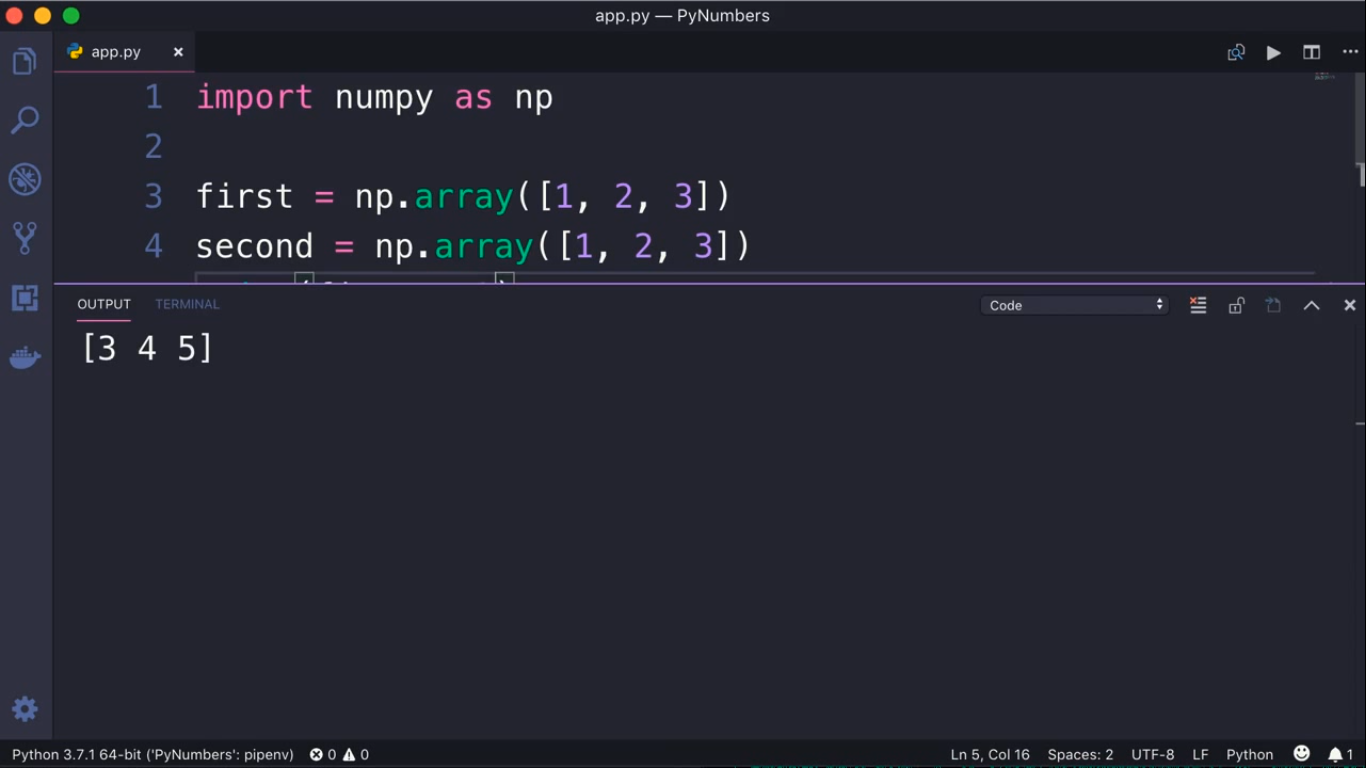 app.py — PyNumbers
app.py
1 import numpy as np
2
3 first = np.array([1, 2, 3])
4 second = np.array([1, 2, 3])
OUTPUT TERMINAL Code
[3 4 5]
Python 3.7.1 64-bit ('PyNumbers': pipenv) 0 0 Ln 5, Col 16 Spaces: 2 UTF-8 LF Python 1